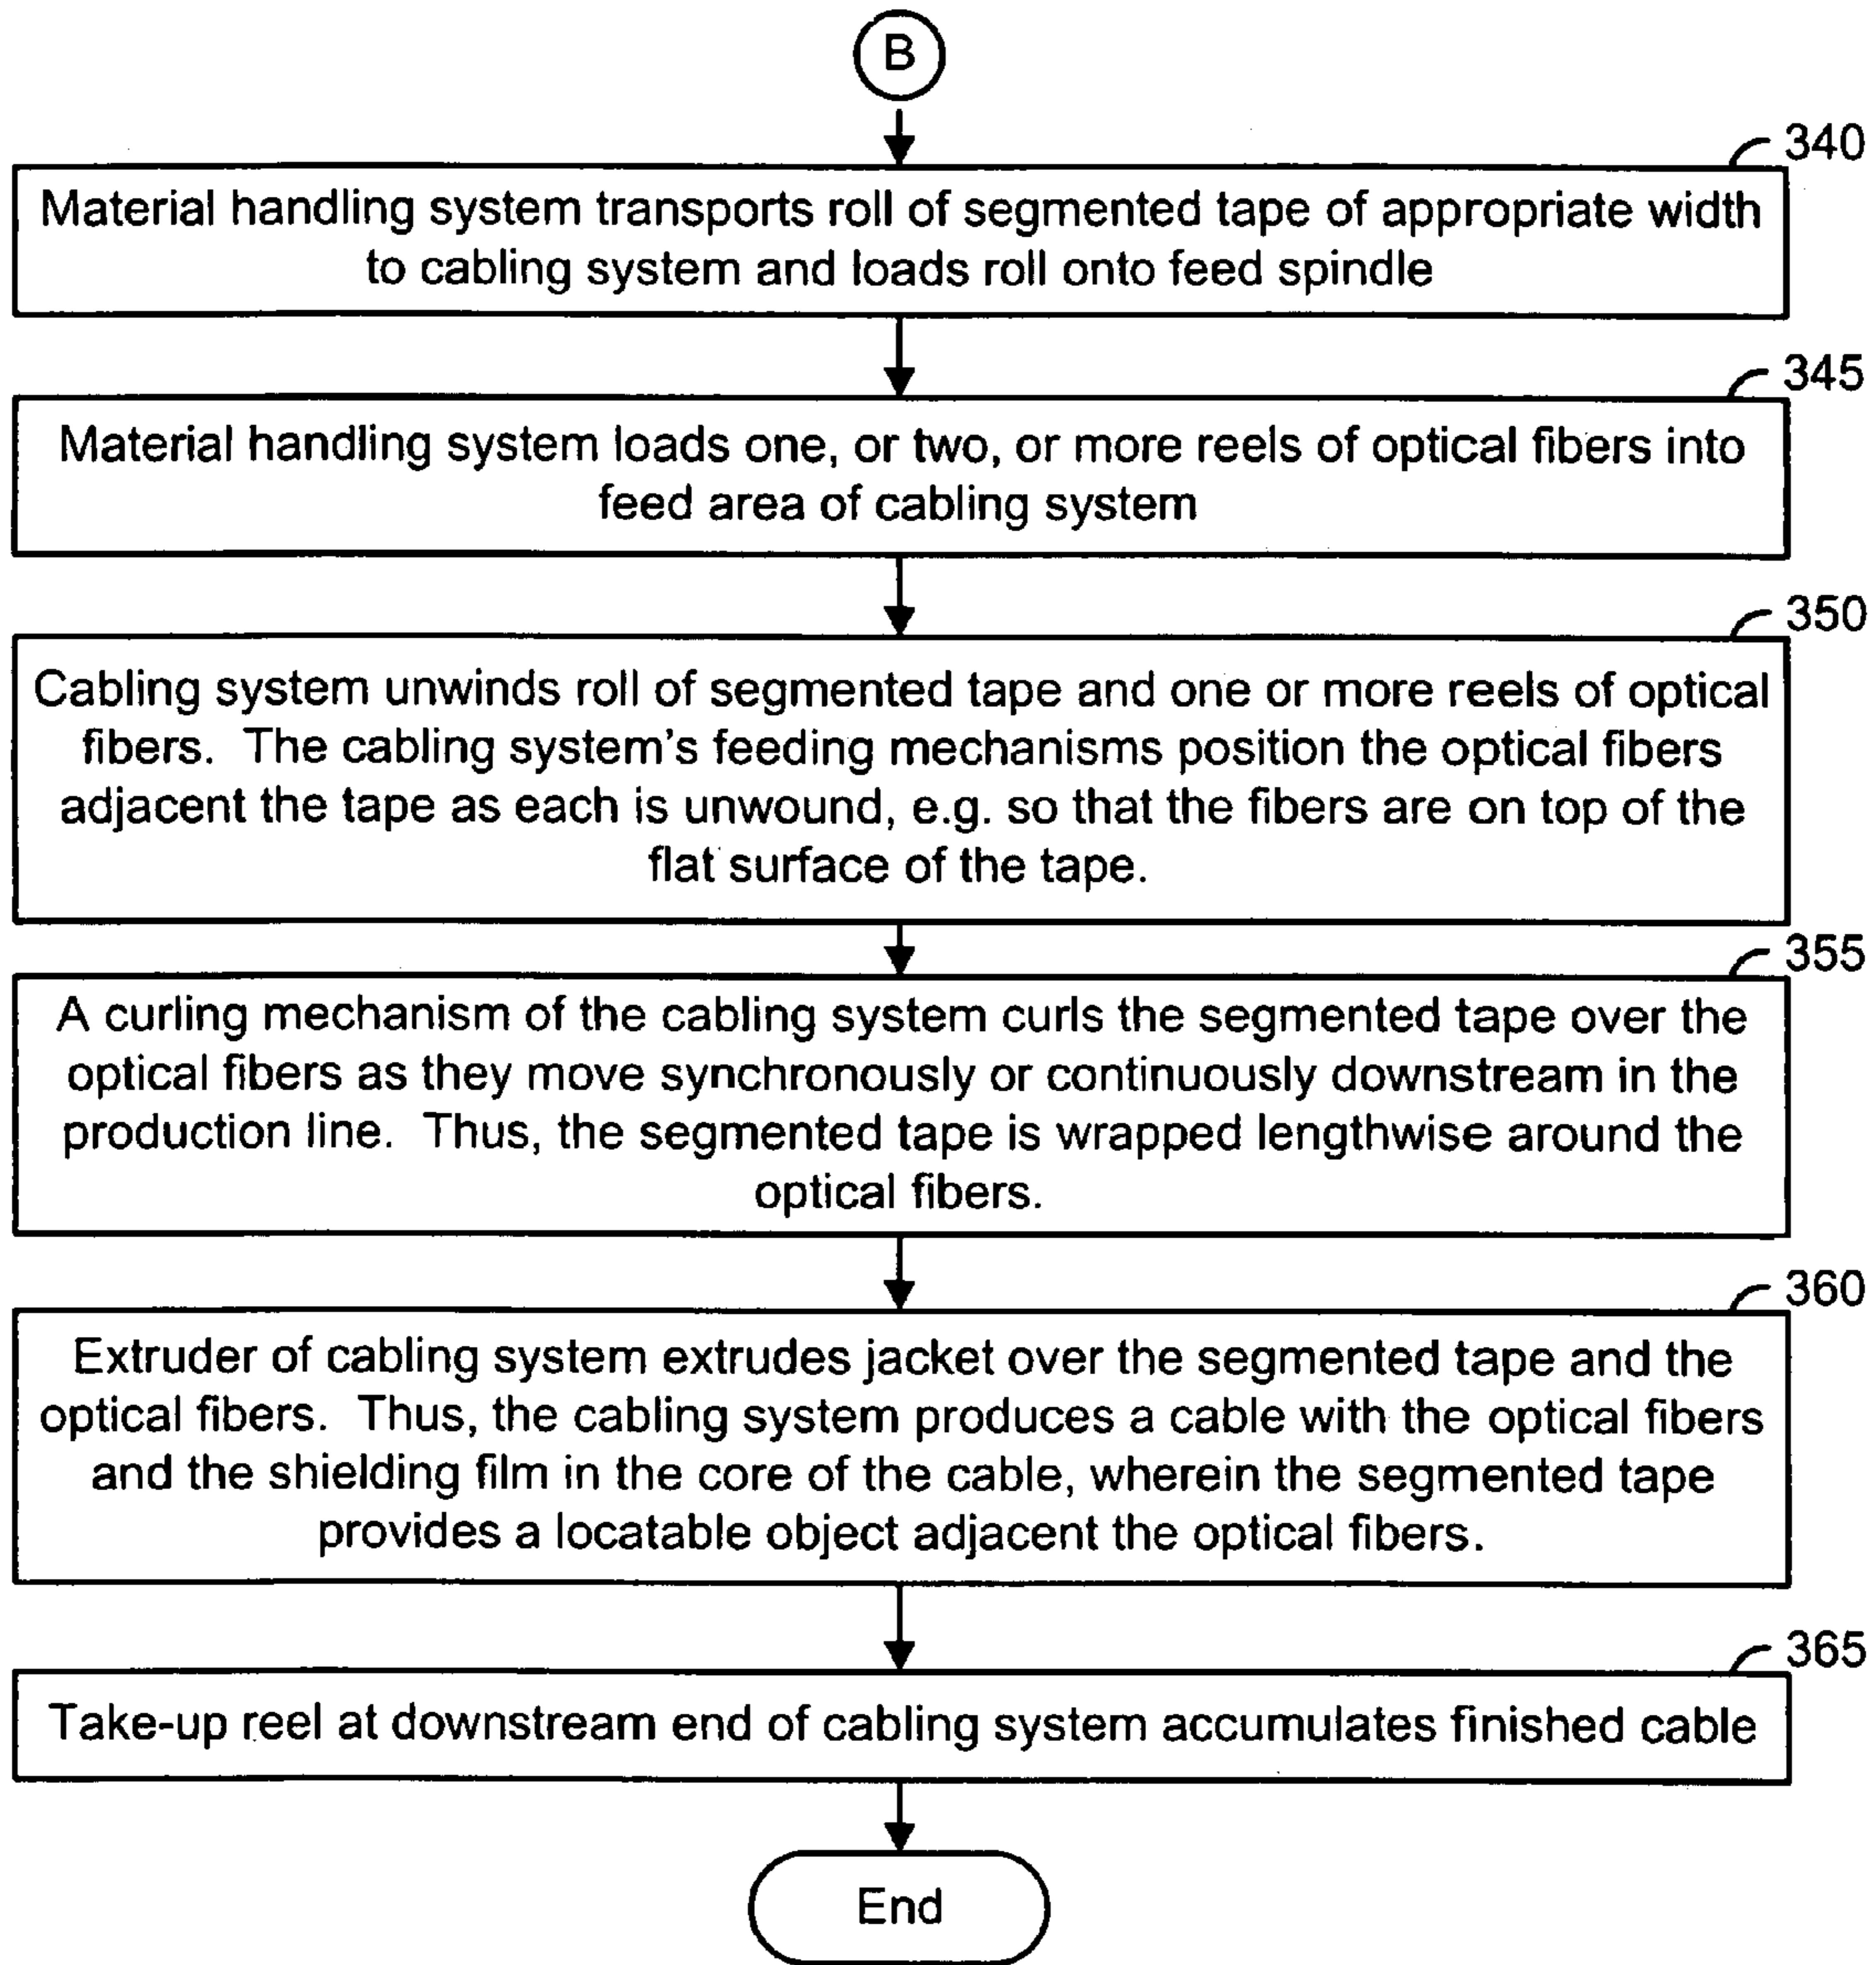 B
340
Material handling system transports roll of segmented tape of appropriate width
to cabling system and loads roll onto feed spindle
345
Material handling system loads one, or two, or more reels of optical fibers into
feed area of cabling system
350
Cabling system unwinds roll of segmented tape and one or more reels of optical
fibers.  The cabling system's feeding mechanisms position the optical fibers
adjacent the tape as each is unwound, e.g. so that the fibers are on top of the
flat surface of the tape.
355
A curling mechanism of the cabling system curls the segmented tape over the
optical fibers as they move synchronously or continuously downstream in the
production line.  Thus, the segmented tape is wrapped lengthwise around the
optical fibers.
360
Extruder of cabling system extrudes jacket over the segmented tape and the
optical fibers.  Thus, the cabling system produces a cable with the optical fibers
and the shielding film in the core of the cable, wherein the segmented tape
provides a locatable object adjacent the optical fibers.
365
Take-up reel at downstream end of cabling system accumulates finished cable
End